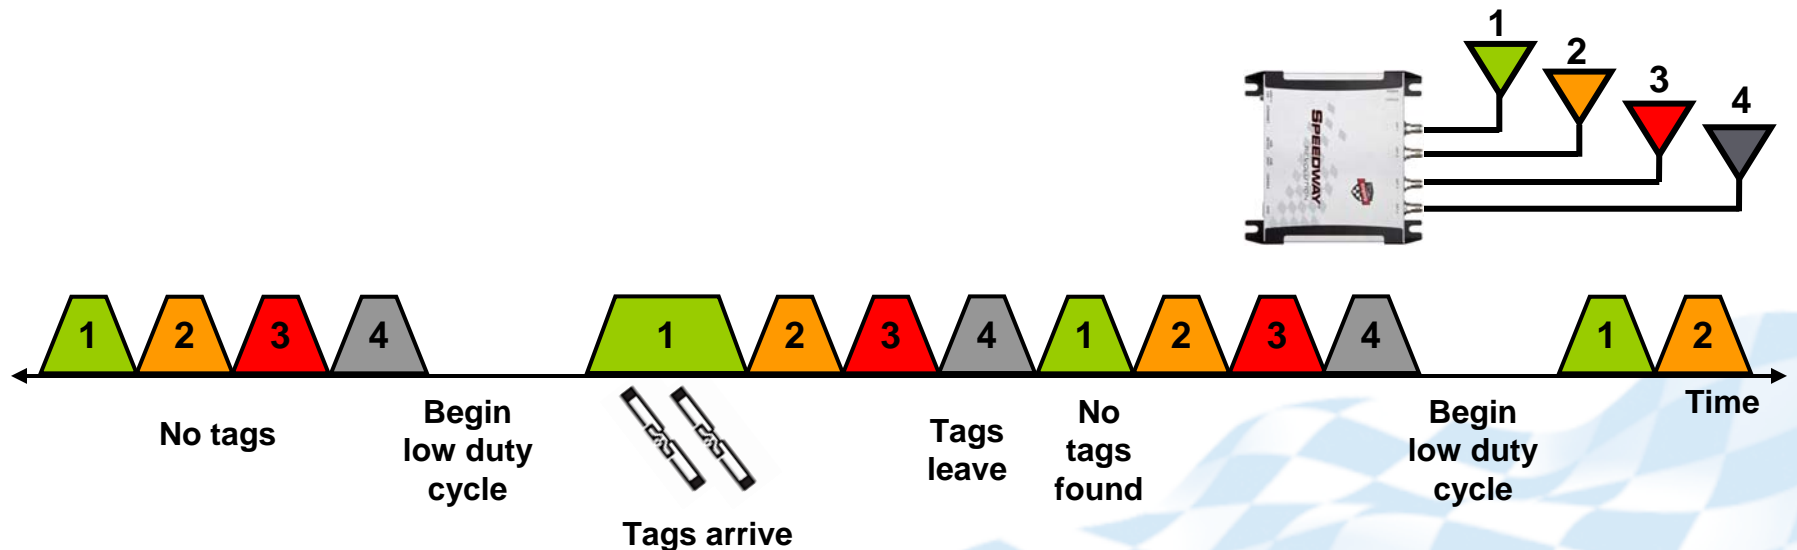 1
2
3
4
SPEEDWAY
REVOLUTION
1 2 3 4 1 2 3 4 1 2 3 4 1 2
Time
No tags
Begin
low duty
cycle
Tags arrive
Tags
leave
No
tags
found
Begin
low duty
cycle